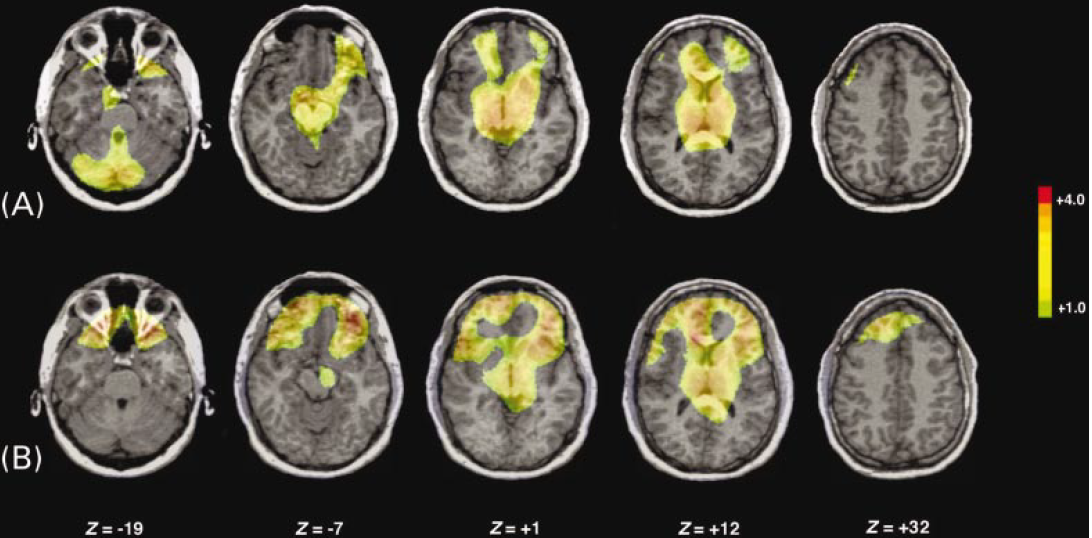 (A)
+4.0
+1.0
(B)
Z = -19
Z = -7
Z = +1
Z = +12
Z = +32